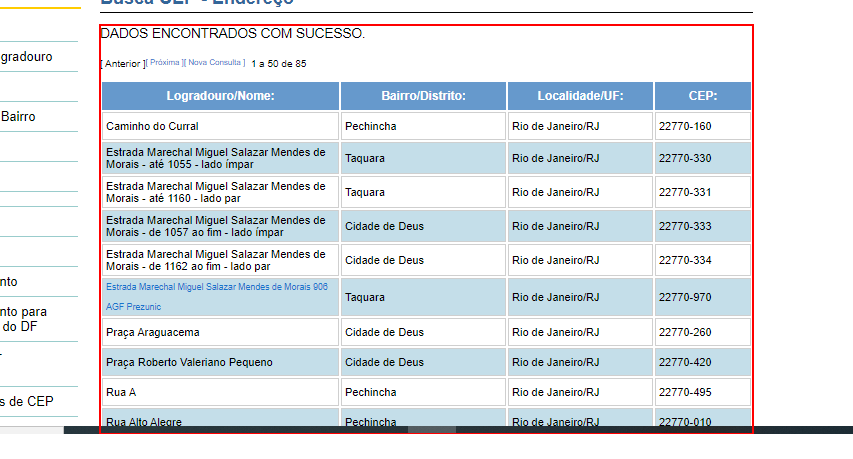 Busca CEP - Endereço
DADOS ENCONTRADOS COM SUCESSO.
[ Anterior ][ Próxima ][ Nova Consulta ] 1 a 50 de 85
gradouro
Bairro
nto
nto para
do DF
s de CEP
Logradouro/Nome: Bairro/Distrito: Localidade/UF: CEP:
Caminho do Curral Pechincha Rio de Janeiro/RJ 22770-160
Estrada Marechal Miguel Salazar Mendes de
Morais - até 1055 - lado ímpar Taquara Rio de Janeiro/RJ 22770-330
Estrada Marechal Miguel Salazar Mendes de
Morais - até 1160 - lado par Taquara Rio de Janeiro/RJ 22770-331
Estrada Marechal Miguel Salazar Mendes de
Morais - de 1057 ao fim - lado ímpar Cidade de Deus Rio de Janeiro/RJ 22770-333
Estrada Marechal Miguel Salazar Mendes de
Morais - de 1162 ao fim - lado par Cidade de Deus Rio de Janeiro/RJ 22770-334
Estrada Marechal Miguel Salazar Mendes de Morais 906
AGF Prezunic Taquara Rio de Janeiro/RJ 22770-970
Praça Araguacema Cidade de Deus Rio de Janeiro/RJ 22770-260
Praça Roberto Valeriano Pequeno Cidade de Deus Rio de Janeiro/RJ 22770-420
Rua A Pechincha Rio de Janeiro/RJ 22770-495
Rua Alto Alegre Pechincha Rio de Janeiro/RJ 22770-010